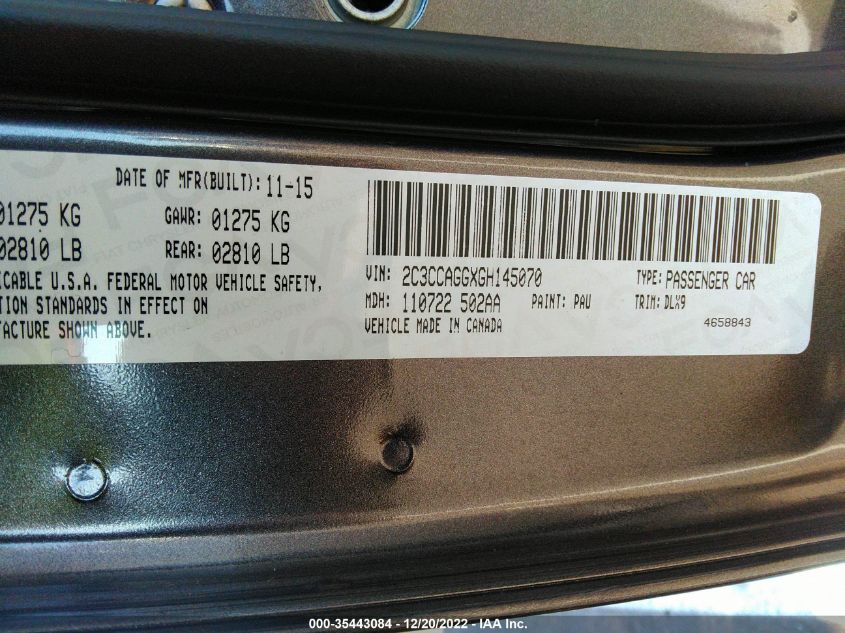 DATE OF MFR(BUILT): 11-15
01275 KG GAWR: 01275 KG
02810 LB REAR: 02810 LB
ICABLE U.S.A. FEDERAL MOTOR VEHICLE SAFETY,
TION STANDARDS IN EFFECT ON
FACTURE SHOWN ABOVE.
VIN: 2C3CCAGGXGH145070 TYPE: PASSENGER CAR
MDH: 110722 502AA PAINT: PAU TRIM: DLX9
VEHICLE MADE IN CANADA 4658843
000-35443084 - 12/20/2022 - IAA Inc.